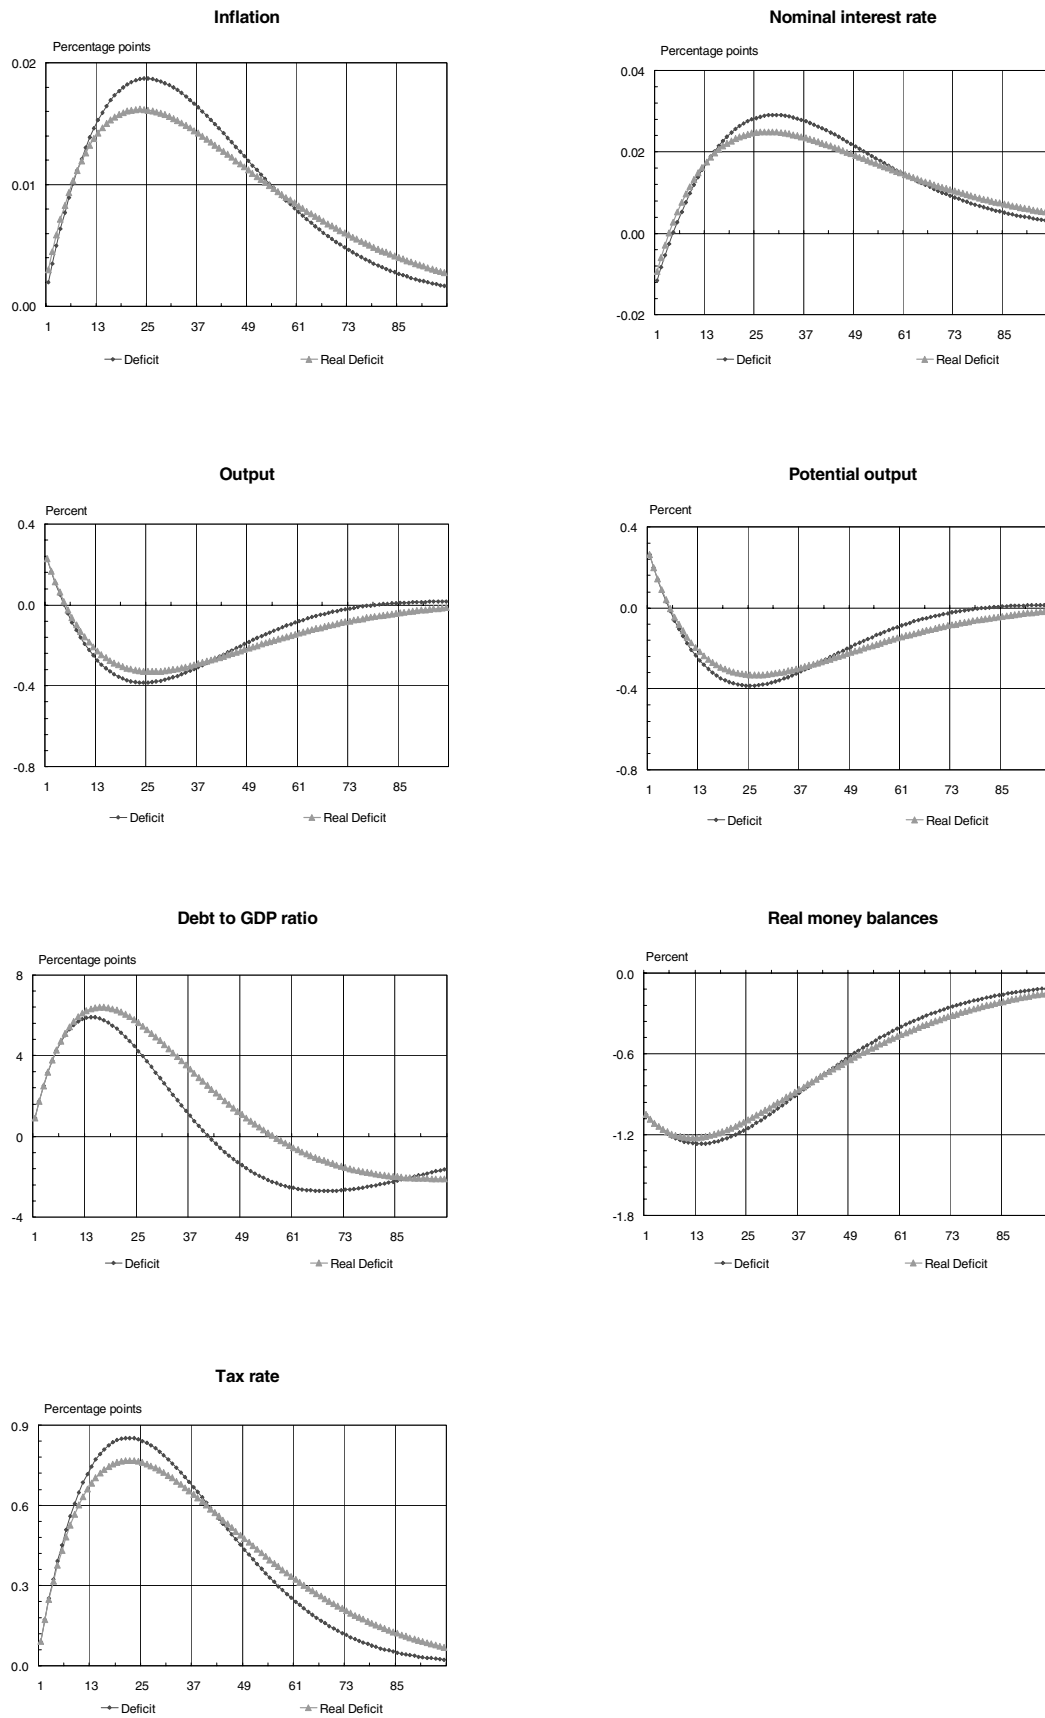 Inflation
Percentage points
0.02
0.01
0.00
1 13 25 37 49 61 73 85
Deficit Real Deficit
Nominal interest rate
Percentage points
0.04
0.02
0.00
-0.02
1 13 25 37 49 61 73 85
Deficit Real Deficit
Output
Percent
0.4
0.0
-0.4
-0.8
1 13 25 37 49 61 73 85
Deficit Real Deficit
Potential output
Percent
0.4
0.0
-0.4
-0.8
1 13 25 37 49 61 73 85
Deficit Real Deficit
Debt to GDP ratio
Percentage points
8
4
0
-4
1 13 25 37 49 61 73 85
Deficit Real Deficit
Real money balances
Percent
0.0
-0.6
-1.2
-1.8
1 13 25 37 49 61 73 85
Deficit Real Deficit
Tax rate
Percentage points
0.9
0.6
0.3
0.0
1 13 25 37 49 61 73 85
Deficit Real Deficit